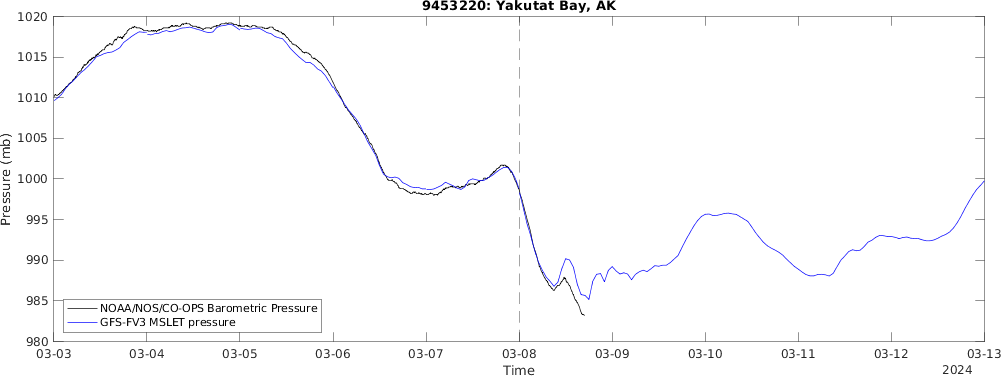 9453220: Yakutat Bay, AK
1020
1015
1010
1005
1000
995
990
985
980
Pressure (mb)
NOAA/NOS/CO-OPS Barometric Pressure
GFS-FV3 MSLET pressure
03-03 03-04 03-05 03-06 03-07 03-08 03-09 03-10 03-11 03-12 03-13
Time
2024